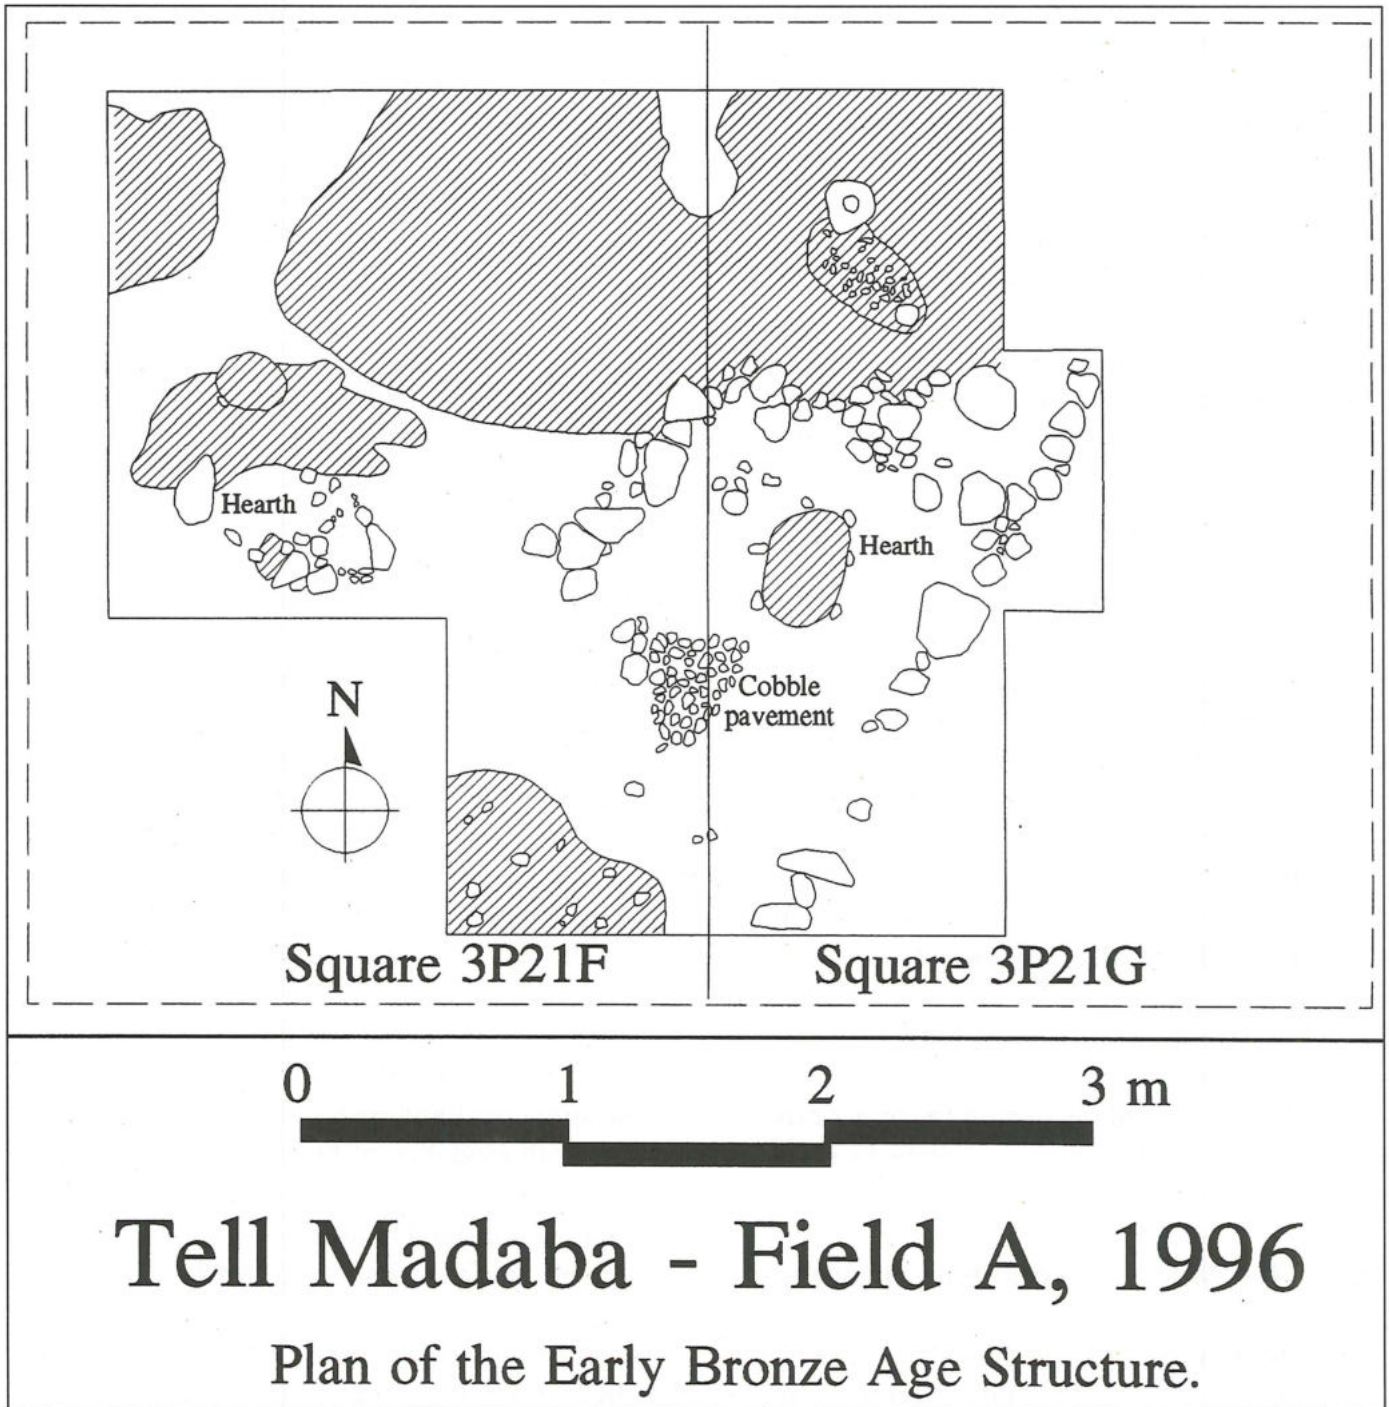 Hearth
Hearth
Cobble
pavement
N
Square 3P21F
Square 3P21G
0 1 2 3 m
Tell Madaba - Field A, 1996
Plan of the Early Bronze Age Structure.